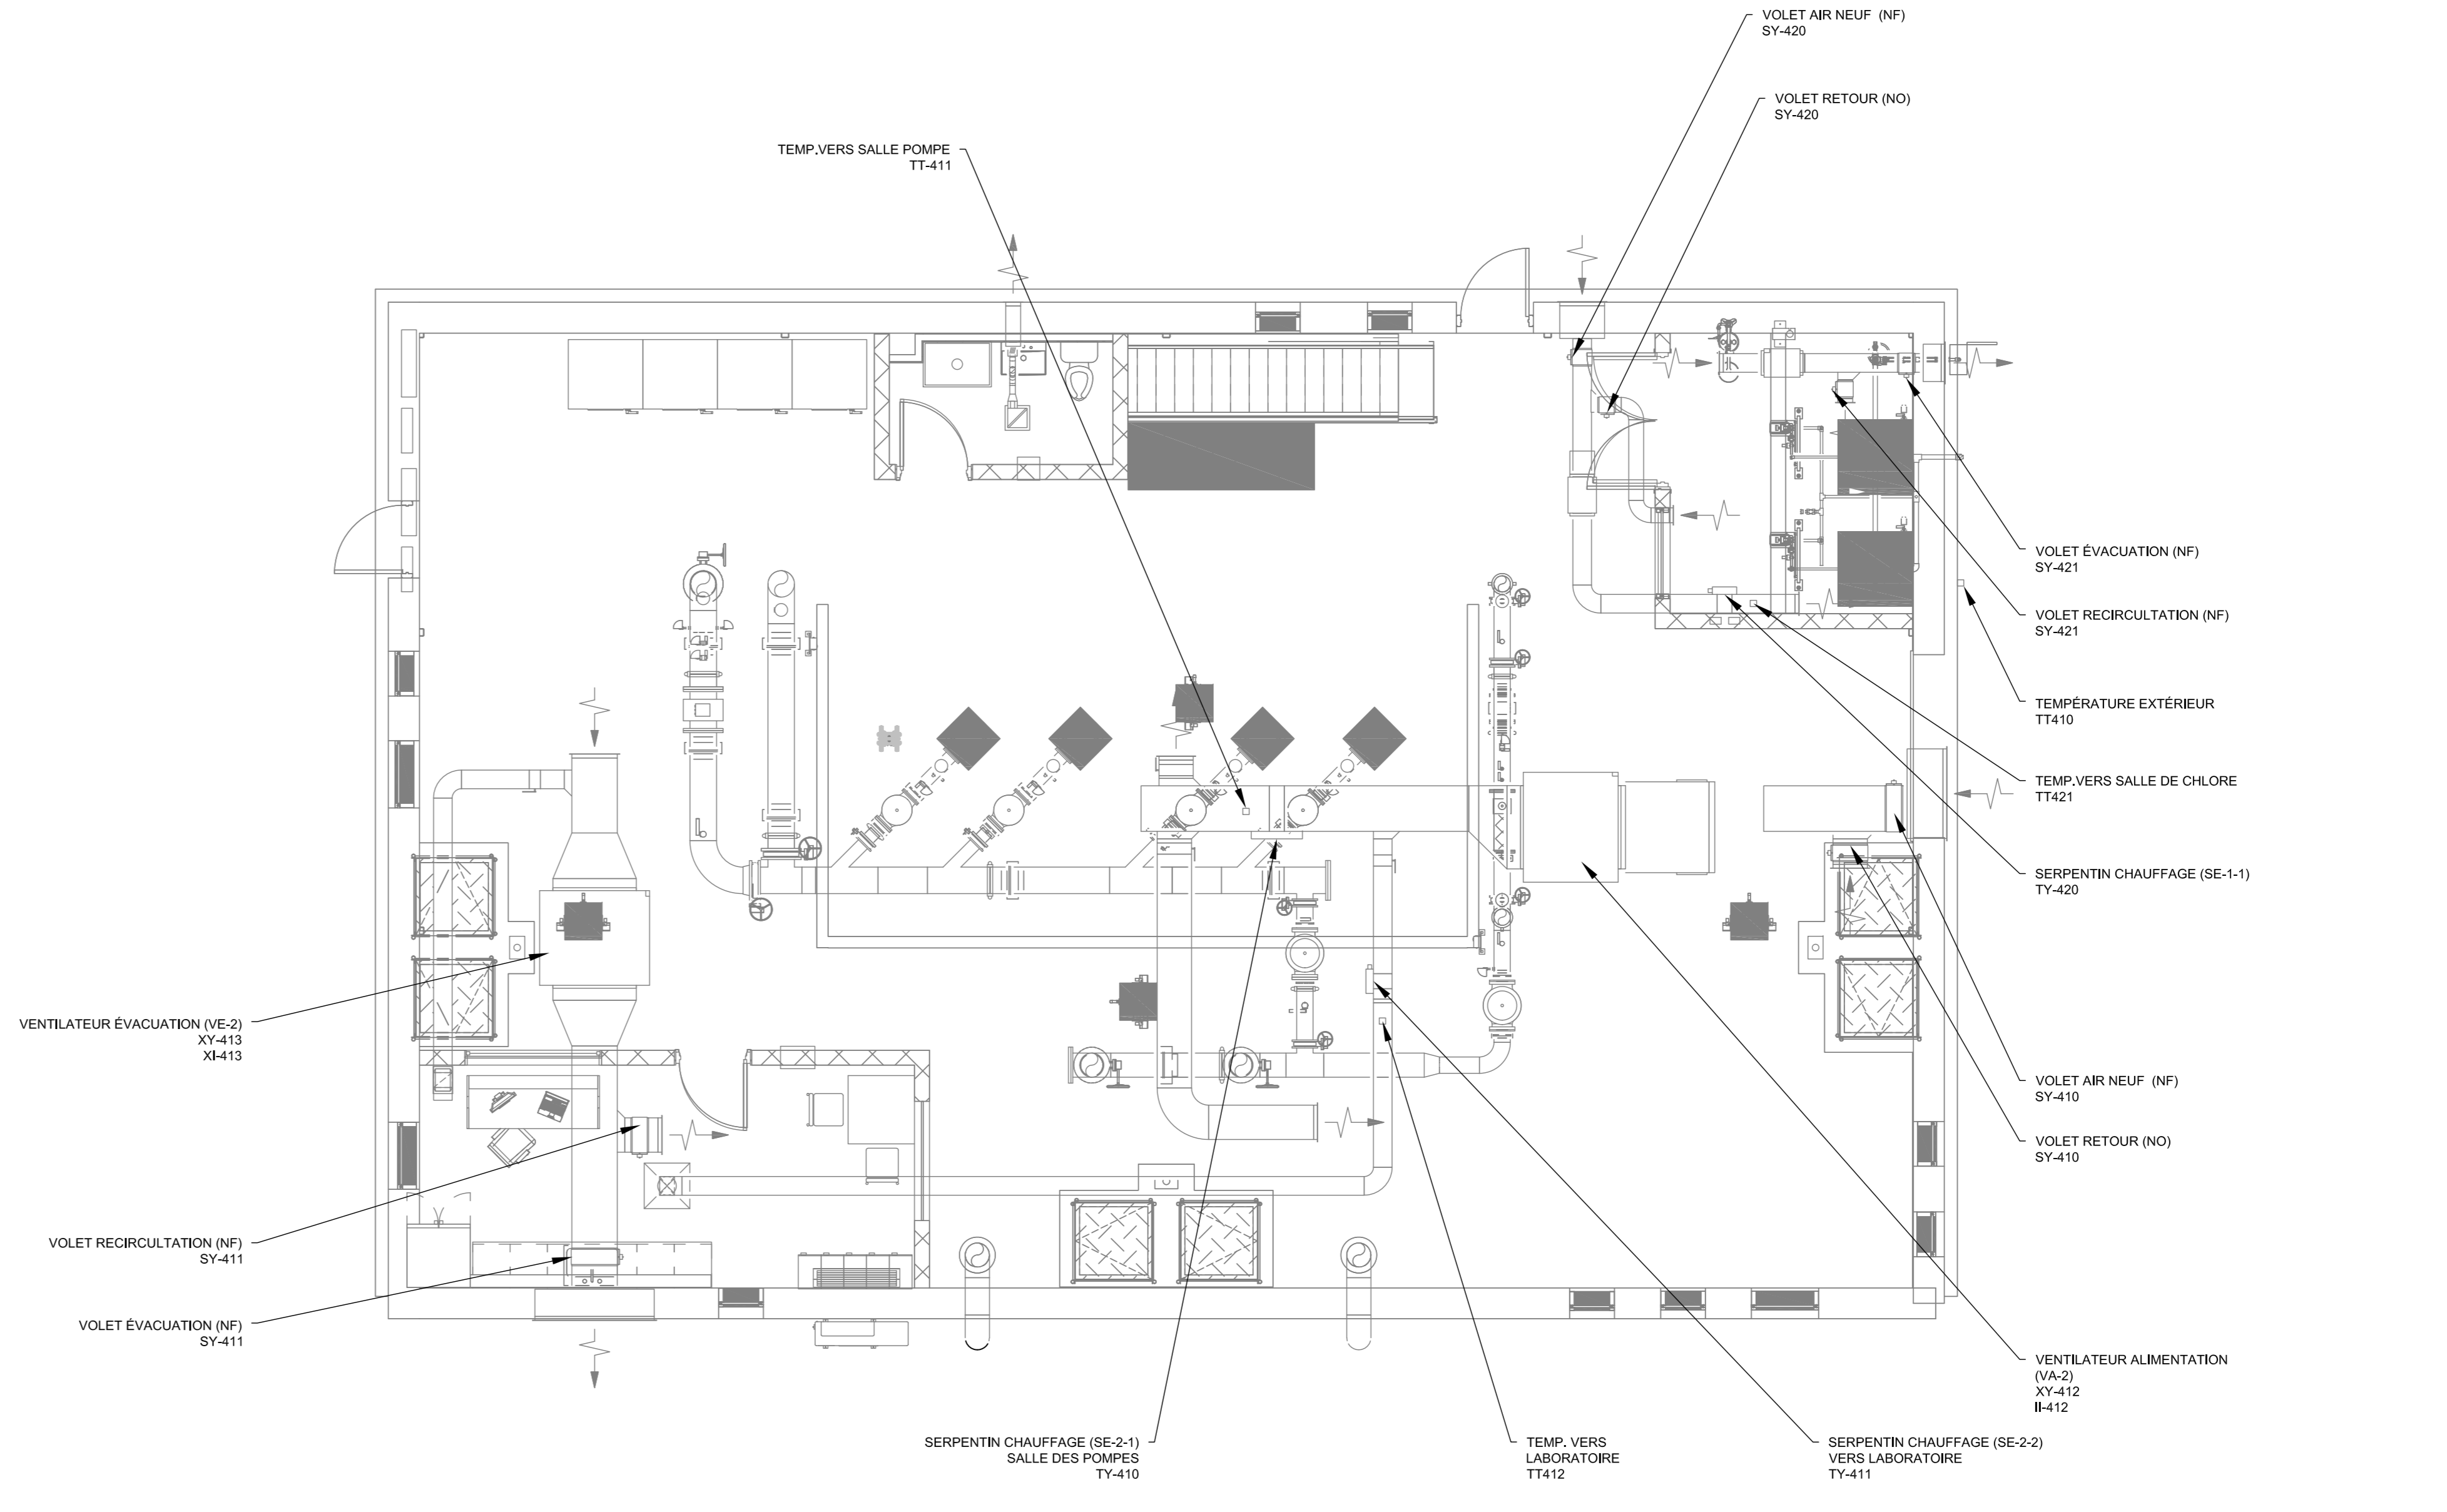 VOLET AIR NEUF (NF)
SY-420
VOLET RETOUR (NO)
SY-420
TEMP.VERS SALLE POMPE
TT-411
VOLET ÉVACUATION (NF)
SY-421
VOLET RECIRCULTATION (NF)
SY-421
TEMPÉRATURE EXTÉRIEUR
TT410
TEMP.VERS SALLE DE CHLORE
TT421
SERPENTIN CHAUFFAGE (SE-1-1)
TY-420
VENTILATEUR ÉVACUATION (VE-2)
XY-413
XI-413
VOLET AIR NEUF (NF)
SY-410
VOLET RETOUR (NO)
SY-410
VOLET RECIRCULTATION (NF)
SY-411
VOLET ÉVACUATION (NF)
SY-411
VENTILATEUR ALIMENTATION
(VA-2)
XY-412
II-412
SERPENTIN CHAUFFAGE (SE-2-1)
SALLE DES POMPES
TY-410
TEMP. VERS
LABORATOIRE
TT412
SERPENTIN CHAUFFAGE (SE-2-2)
VERS LABORATOIRE
TY-411